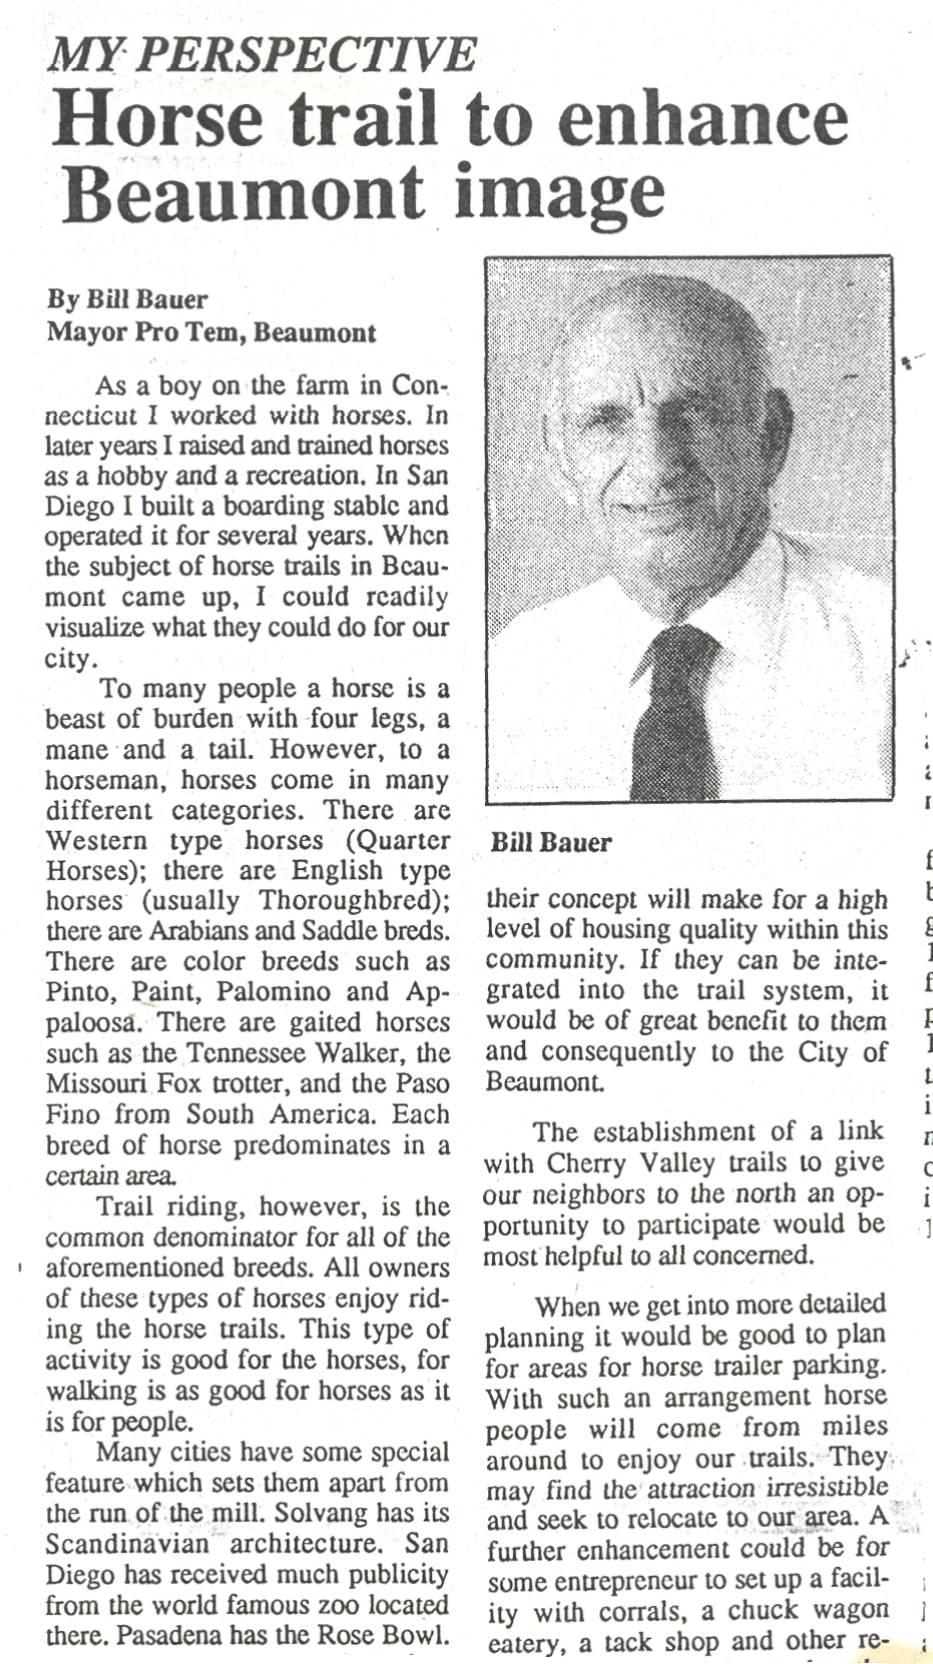 MY PERSPECTIVE
Horse trail to enhance
Beaumont image
By Bill Bauer
Mayor Pro Tem, Beaumont
As a boy on the farm in Con-
necticut I worked with horses. In
later years I raised and trained horses
as a hobby and a recreation. In San
Diego I built a boarding stable and
operated it for several years. When
the subject of horse trails in Beau-
mont came up, I could readily
visualize what they could do for our
city.
To many people a horse is a
beast of burden with four legs, a
mane and a tail. However, to a
horseman, horses come in many
different categories. There are
Western type horses (Quarter
Horses); there are English type
horses (usually Thoroughbred);
there are Arabians and Saddle breds.
There are color breeds such as
Pinto, Paint, Palomino and Ap-
paloosa. There are gaited horses
such as the Tennessee Walker, the
Missouri Fox trotter, and the Paso
Fino from South America. Each
breed of horse predominates in a
certain area.
Trail riding, however, is the
common denominator for all of the
aforementioned breeds. All owners
of these types of horses enjoy rid-
ing the horse trails. This type of
activity is good for the horses, for
walking is as good for horses as it
is for people.
Many cities have some special
feature which sets them apart from
the run of the mill. Solvang has its
Scandinavian architecture. San
Diego has received much publicity
from the world famous zoo located
there. Pasadena has the Rose Bowl.
Bill Bauer
their concept will make for a high
level of housing quality within this
community. If they can be inte-
grated into the trail system, it
would be of great benefit to them
and consequently to the City of
Beaumont.
The establishment of a link
with Cherry Valley trails to give
our neighbors to the north an op-
portunity to participate would be
most helpful to all concerned.
When we get into more detailed
planning it would be good to plan
for areas for horse trailer parking.
With such an arrangement horse
people will come from miles
around to enjoy our trails. They
may find the attraction irresistible
and seek to relocate to our area. A
further enhancement could be for
some entrepreneur to set up a facil-
ity with corrals, a chuck wagon
eatery, a tack shop and other re-